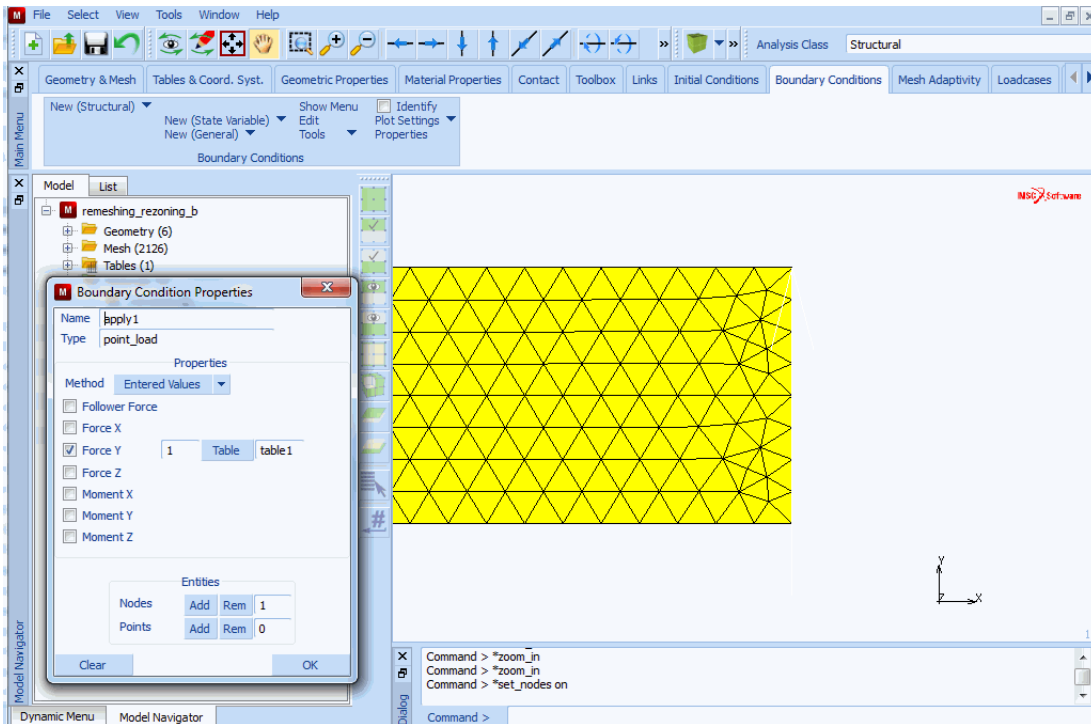 M File Select View Tools Window Help
» » Analysis Class Structural
Geometry & Mesh Tables & Coord. Syst. Geometric Properties Material Properties Contact Toolbox Links Initial Conditions Boundary Conditions Mesh Adaptivity Loadcases
Main Menu
New (Structural) Show Menu Identify
New (State Variable) Edit Plot Settings
New (General) Tools Properties
Boundary Conditions
Model List
M remeshing_rezoning_b
Geometry (6)
Mesh (2126)
Tables (1)
MSC Software
M Boundary Condition Properties
Name apply1
Type point_load
Properties
Method Entered Values
Follower Force
Force X
Force Y 1 Table table1
Force Z
Moment X
Moment Y
Moment Z
Entities
Nodes Add Rem 1
Points Add Rem 0
Clear OK
#
Y
Z X
1
Model Navigator
Dialog
Command > *zoom_in
Command > *zoom_in
Command > *set_nodes on
Command >
Dynamic Menu Model Navigator